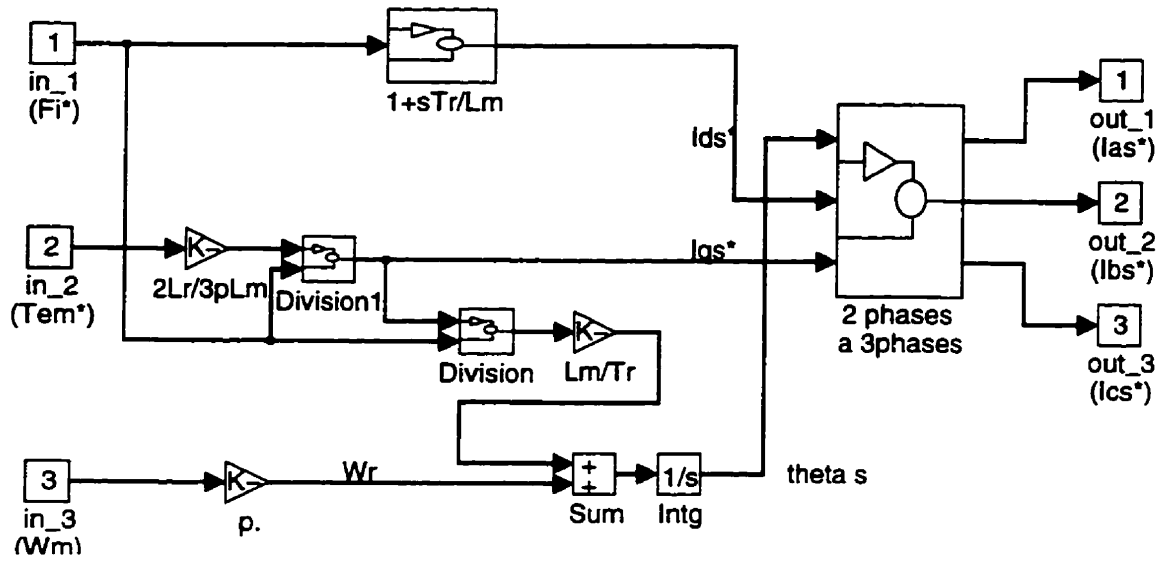 1
in_1
(Fi*)
1+sTr/Lm
Ids*
1
out_1
(Ias*)
2
in_2
(Tem*)
K
2Lr/3pLm
Division1
Iqs*
2
out_2
(Ibs*)
2 phases
a 3phases
Division
K
Lm/Tr
3
out_3
(Ics*)
3
in_3
(Wm)
K
p.
Wr
+
+
Sum
1/s
Intg
theta s